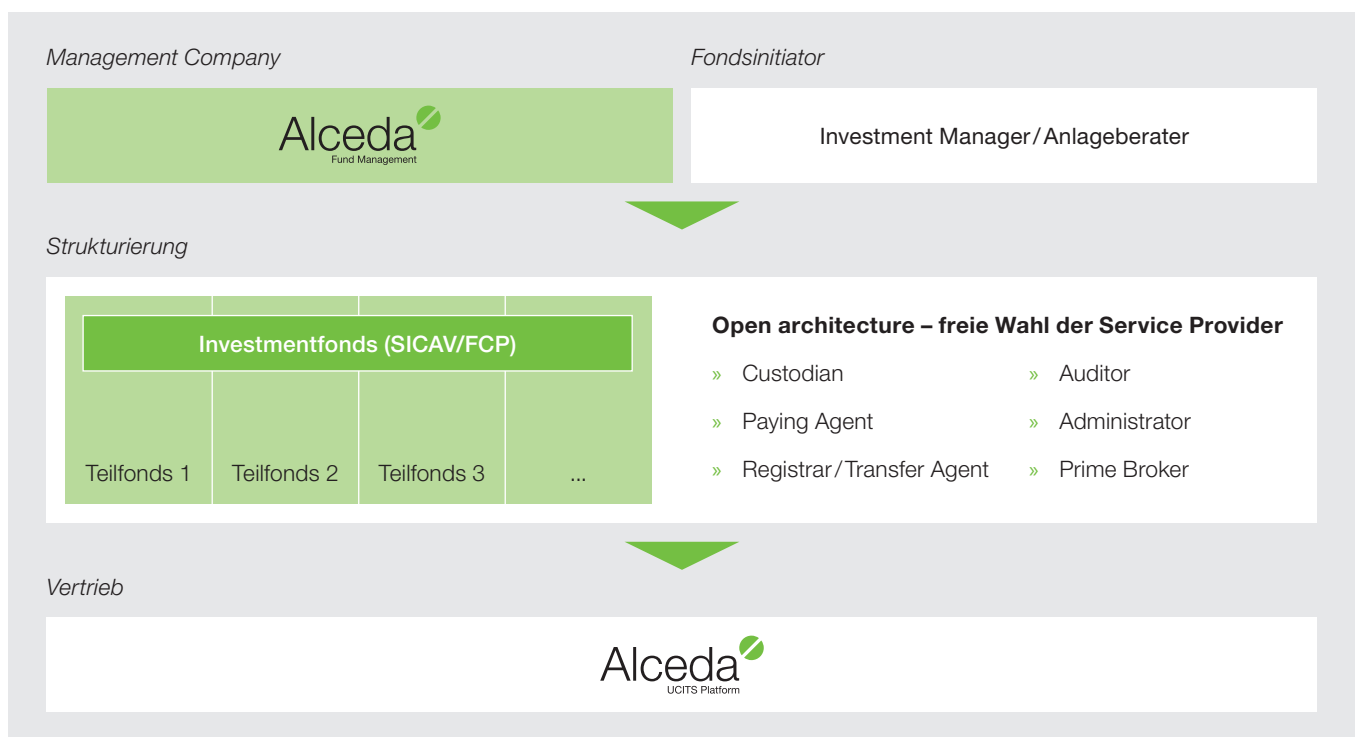 Management Company
Fondsinitiator
Alceda
Fund Management
Investment Manager/Anlageberater
Strukturierung
Investmentfonds (SICAV/FCP)
Teilfonds 1
Teilfonds 2
Teilfonds 3
...
Open architecture – freie Wahl der Service Provider
» Custodian
» Auditor
» Paying Agent
» Administrator
» Registrar/Transfer Agent
» Prime Broker
Vertrieb
Alceda
UCITS Platform